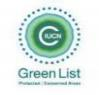 IUCN
Green List
Protected | Conserved Areas